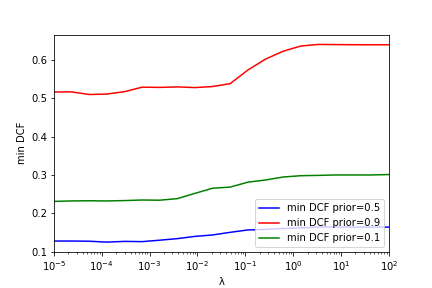 0.6
0.5
0.4
0.3
0.2
0.1
min DCF
10⁻⁵ 10⁻⁴ 10⁻³ 10⁻² 10⁻¹ 10⁰ 10¹ 10²
λ
min DCF prior=0.5
min DCF prior=0.9
min DCF prior=0.1